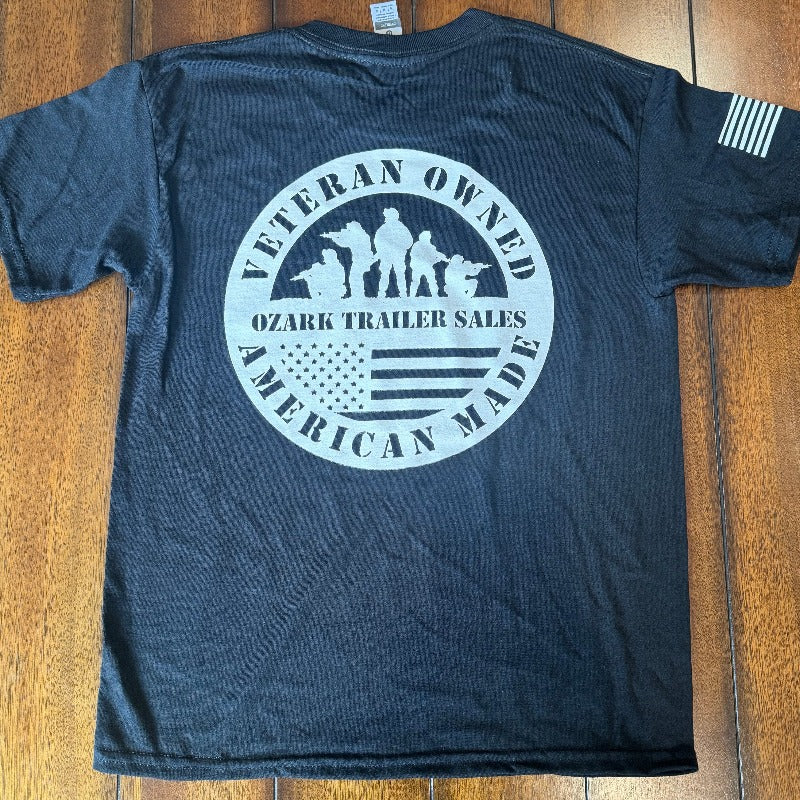 VETERAN OWNED
OZARK TRAILER SALES
AMERICAN MADE